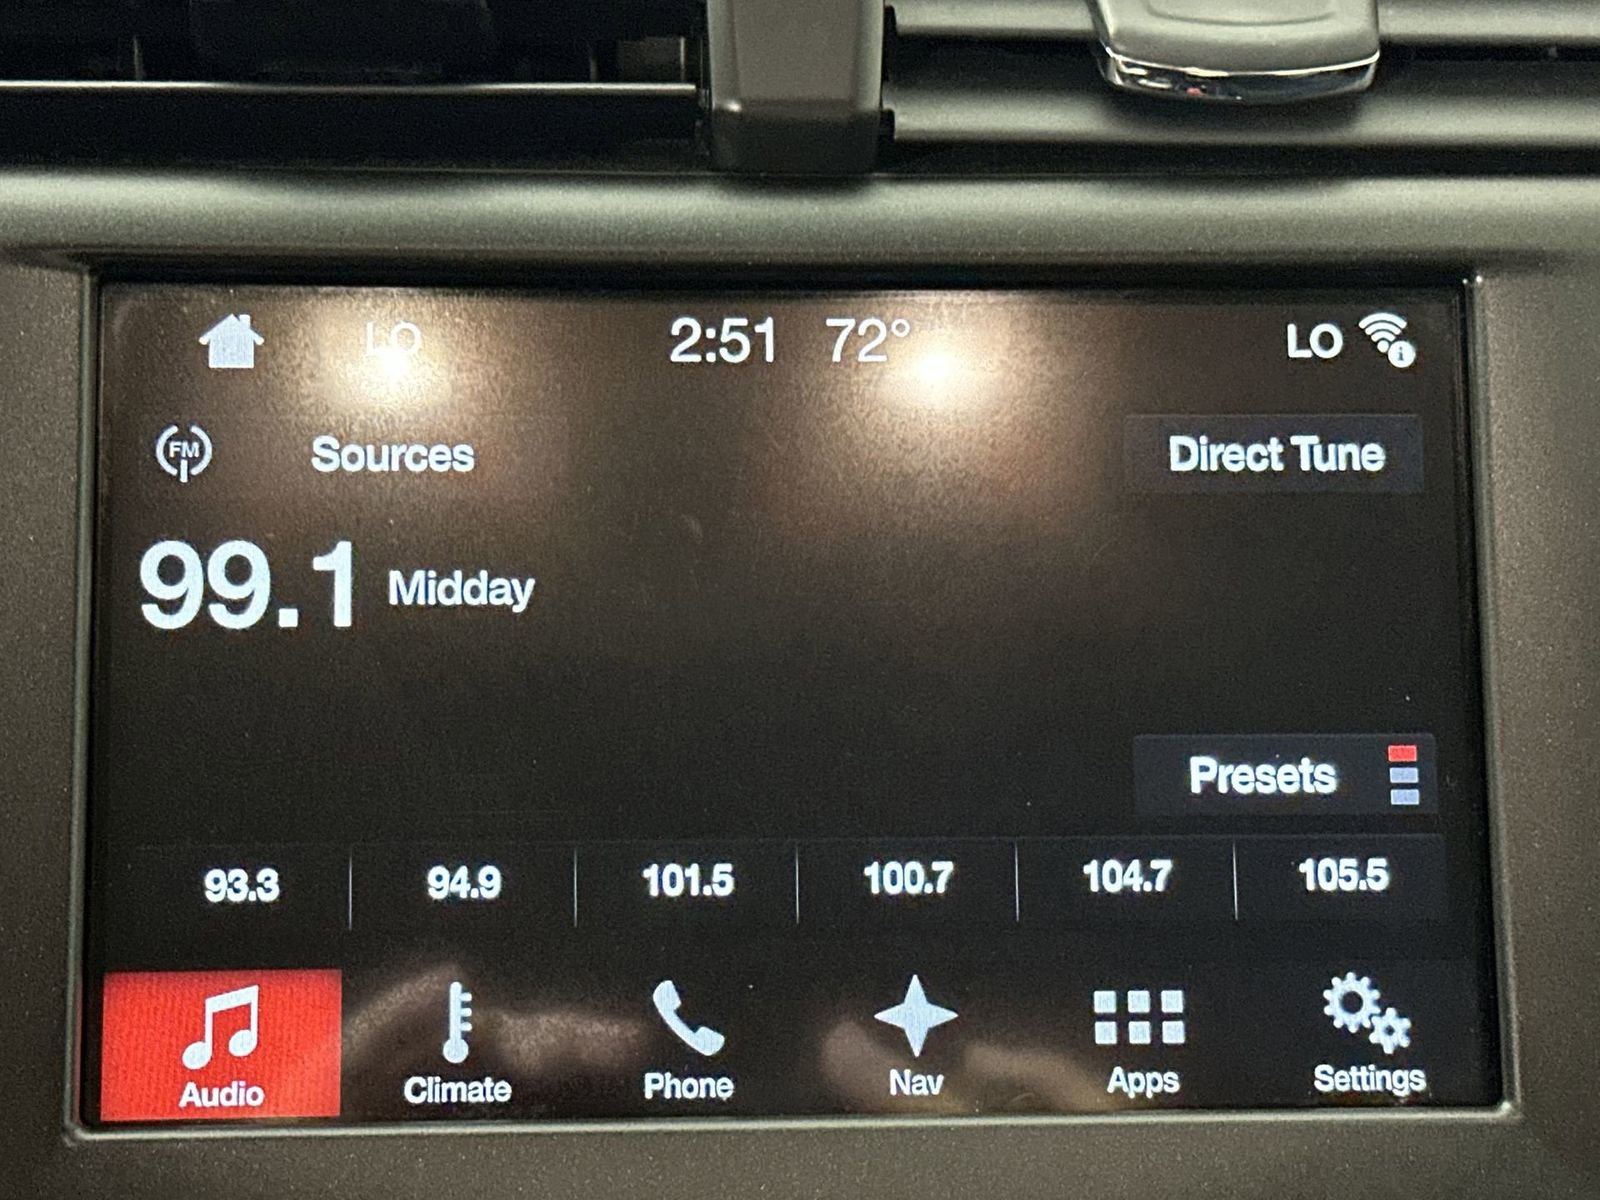 LO 2:51 72° LO
FM Sources Direct Tune
99.1 Midday
Presets
93.3 94.9 101.5 100.7 104.7 105.5
Audio Climate Phone Nav Apps Settings